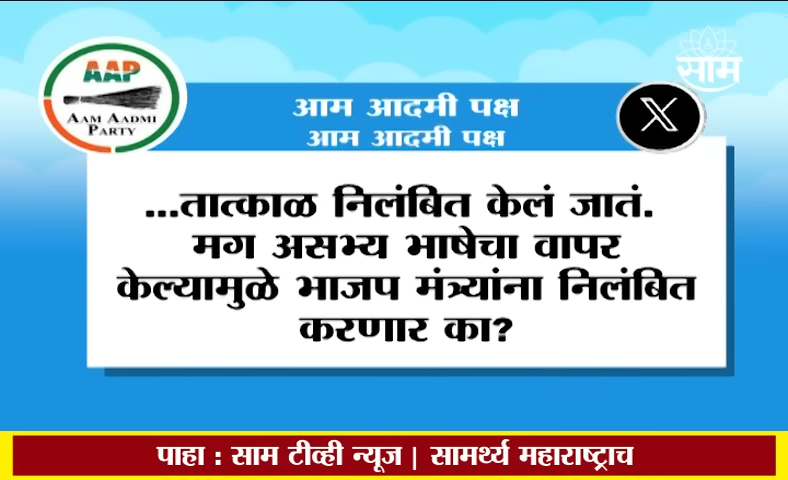 AAP
AAM AADMI
PARTY
साम
आम आदमी पक्ष
आम आदमी पक्ष
...तात्काळ निलंबित केलं जातं.
मग असभ्य भाषेचा वापर
केल्यामुळे भाजप मंत्र्यांना निलंबित
करणार का?
पाहा : साम टीव्ही न्यूज | सामर्थ्य महाराष्ट्राच